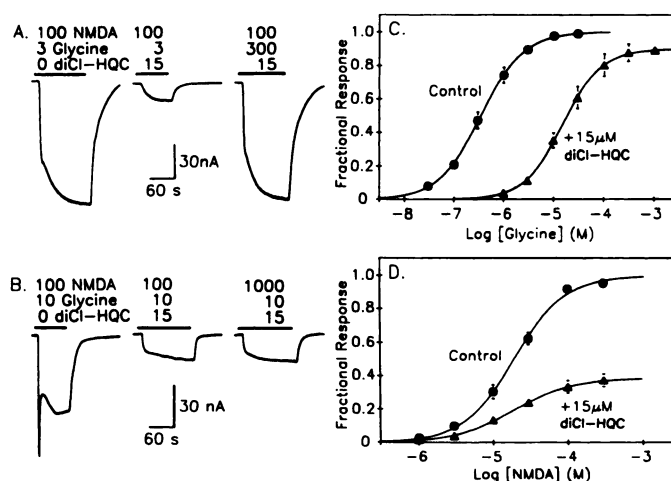 A.
100 NMDA 100 100
3 Glycine 3 300
0 diCl-HQC 15 15
30nA
60 s
B.
100 NMDA 100 1000
10 Glycine 10 10
0 diCl-HQC 15 15
30 nA
60 s
C.
Fractional Response
1.0
0.8
0.6
0.4
0.2
0
Control
+15μM
diCl-HQC
-8 -7 -6 -5 -4 -3
Log [Glycine] (M)
D.
Fractional Response
1.0
0.8
0.6
0.4
0.2
0
Control
+15μM
diCl-HQC
-6 -5 -4 -3
Log [NMDA] (M)